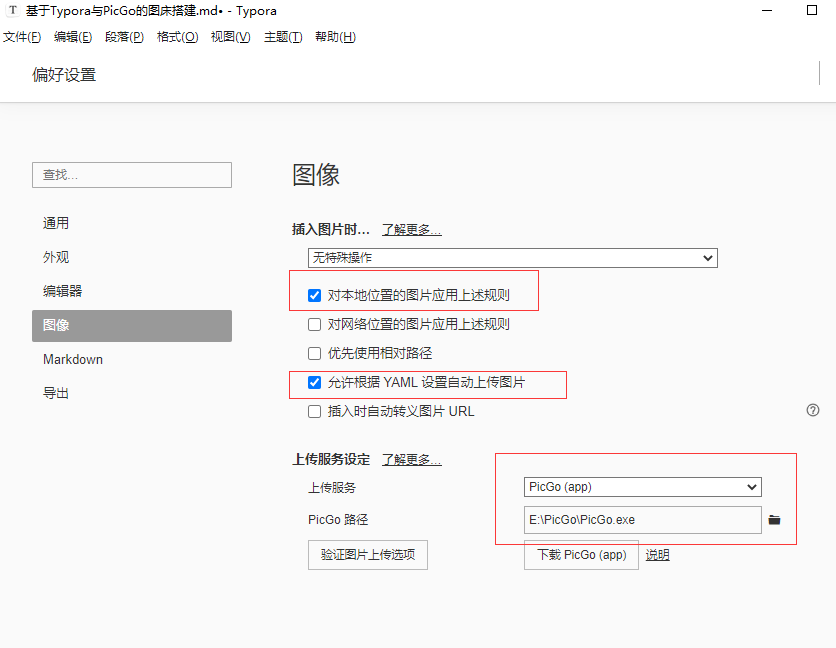 T 基于Typora与PicGo的图床搭建.md• - Typora
文件(F) 编辑(E) 段落(P) 格式(O) 视图(V) 主题(T) 帮助(H)
偏好设置
查找...
通用
外观
编辑器
图像
Markdown
导出
图像
插入图片时... 了解更多...
无特殊操作
对本地位置的图片应用上述规则
对网络位置的图片应用上述规则
优先使用相对路径
允许根据 YAML 设置自动上传图片
插入时自动转义图片 URL
上传服务设定 了解更多...
上传服务 PicGo (app)
PicGo 路径 E:\PicGo\PicGo.exe
验证图片上传选项 下载 PicGo (app) 说明